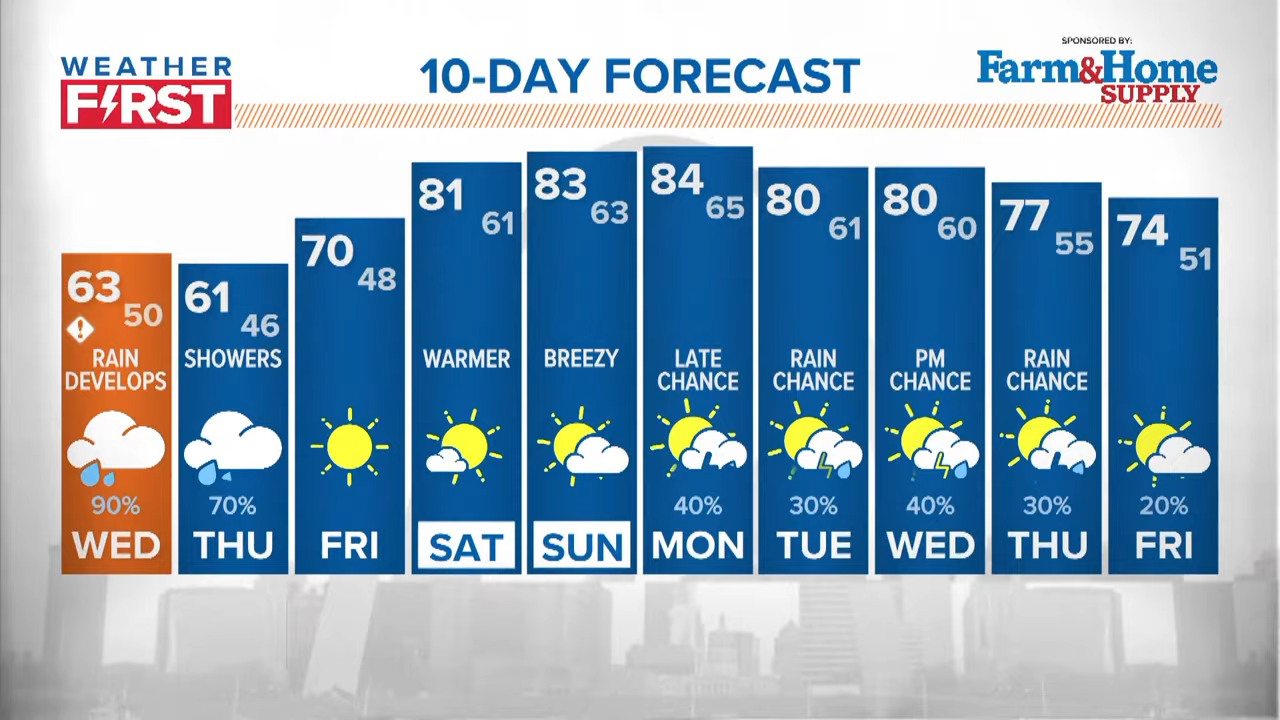 WEATHER
FIRST
10-DAY FORECAST
SPONSORED BY:
Farm&Home
SUPPLY
63
50
!
RAIN
DEVELOPS
90%
WED
61
46
SHOWERS
70%
THU
70
48
FRI
81
61
WARMER
SAT
83
63
BREEZY
SUN
84
65
LATE
CHANCE
40%
MON
80
61
RAIN
CHANCE
30%
TUE
80
60
PM
CHANCE
40%
WED
77
55
RAIN
CHANCE
30%
THU
74
51
20%
FRI